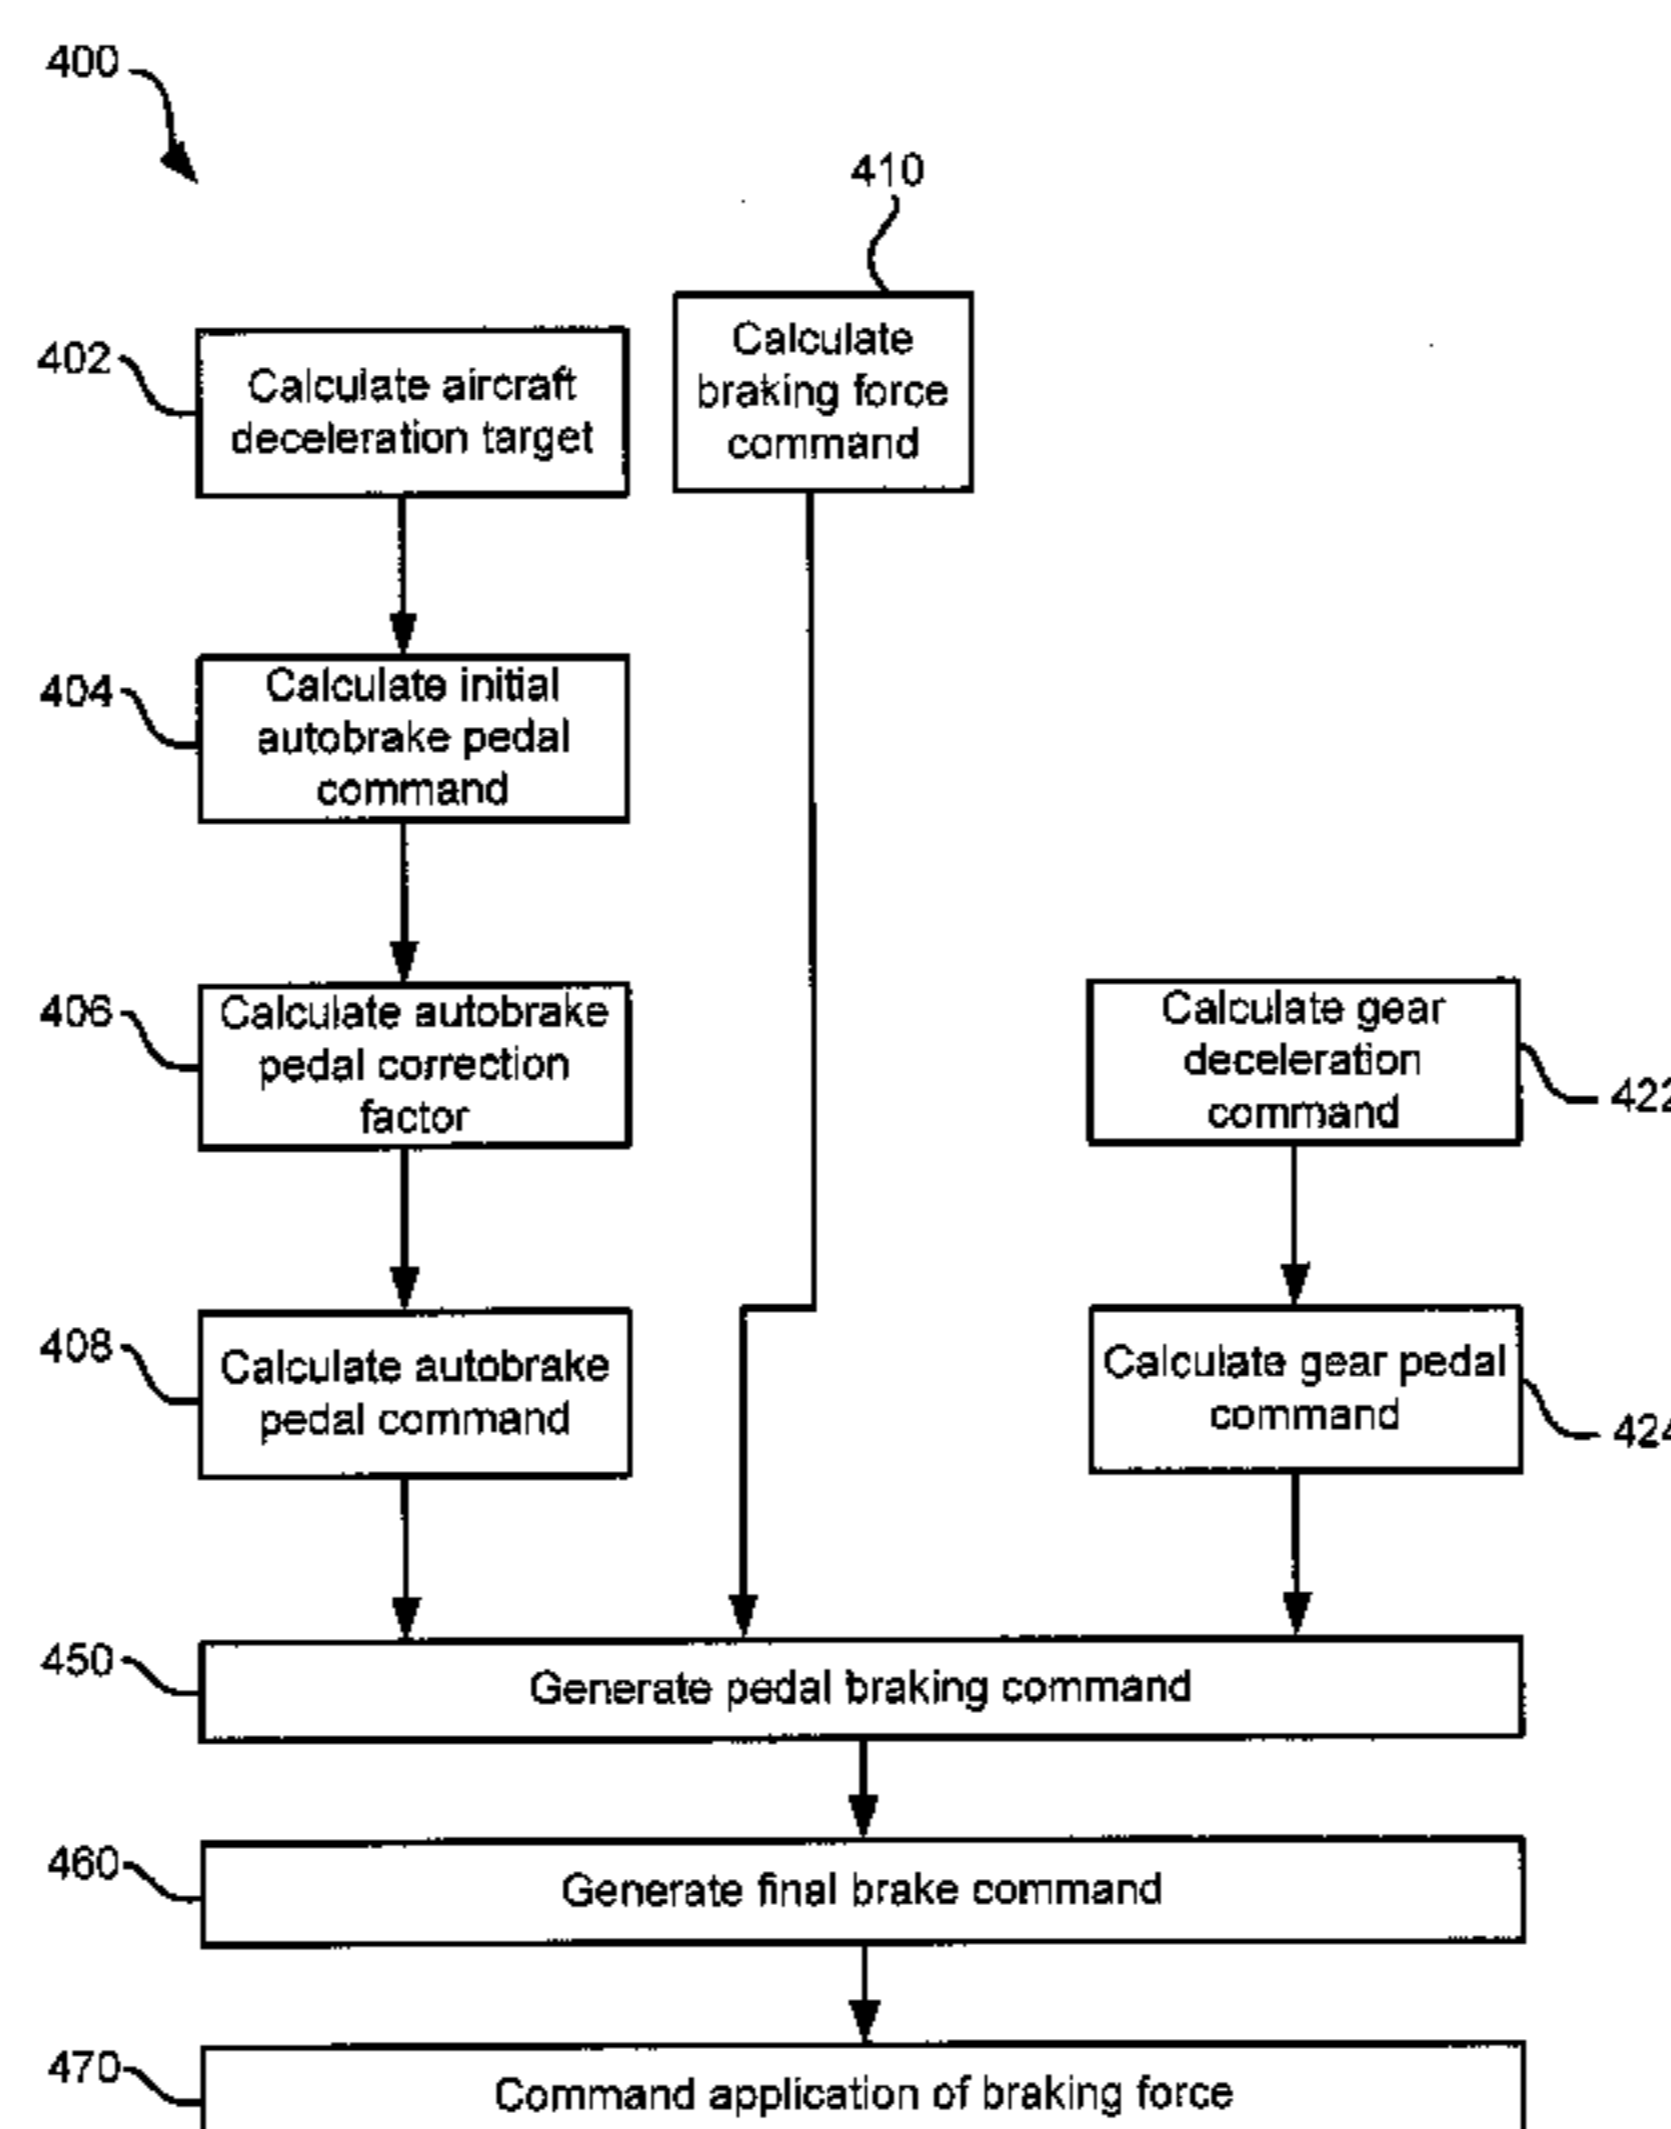 400
410
Calculate
braking force
command
402
Calculate aircraft
deceleration target
404
Calculate initial
autobrake pedal
command
406
Calculate autobrake
pedal correction
factor
Calculate gear
deceleration
command
422
408
Calculate autobrake
pedal command
Calculate gear pedal
command
424
450
Generate pedal braking command
460
Generate final brake command
470
Command application of braking force